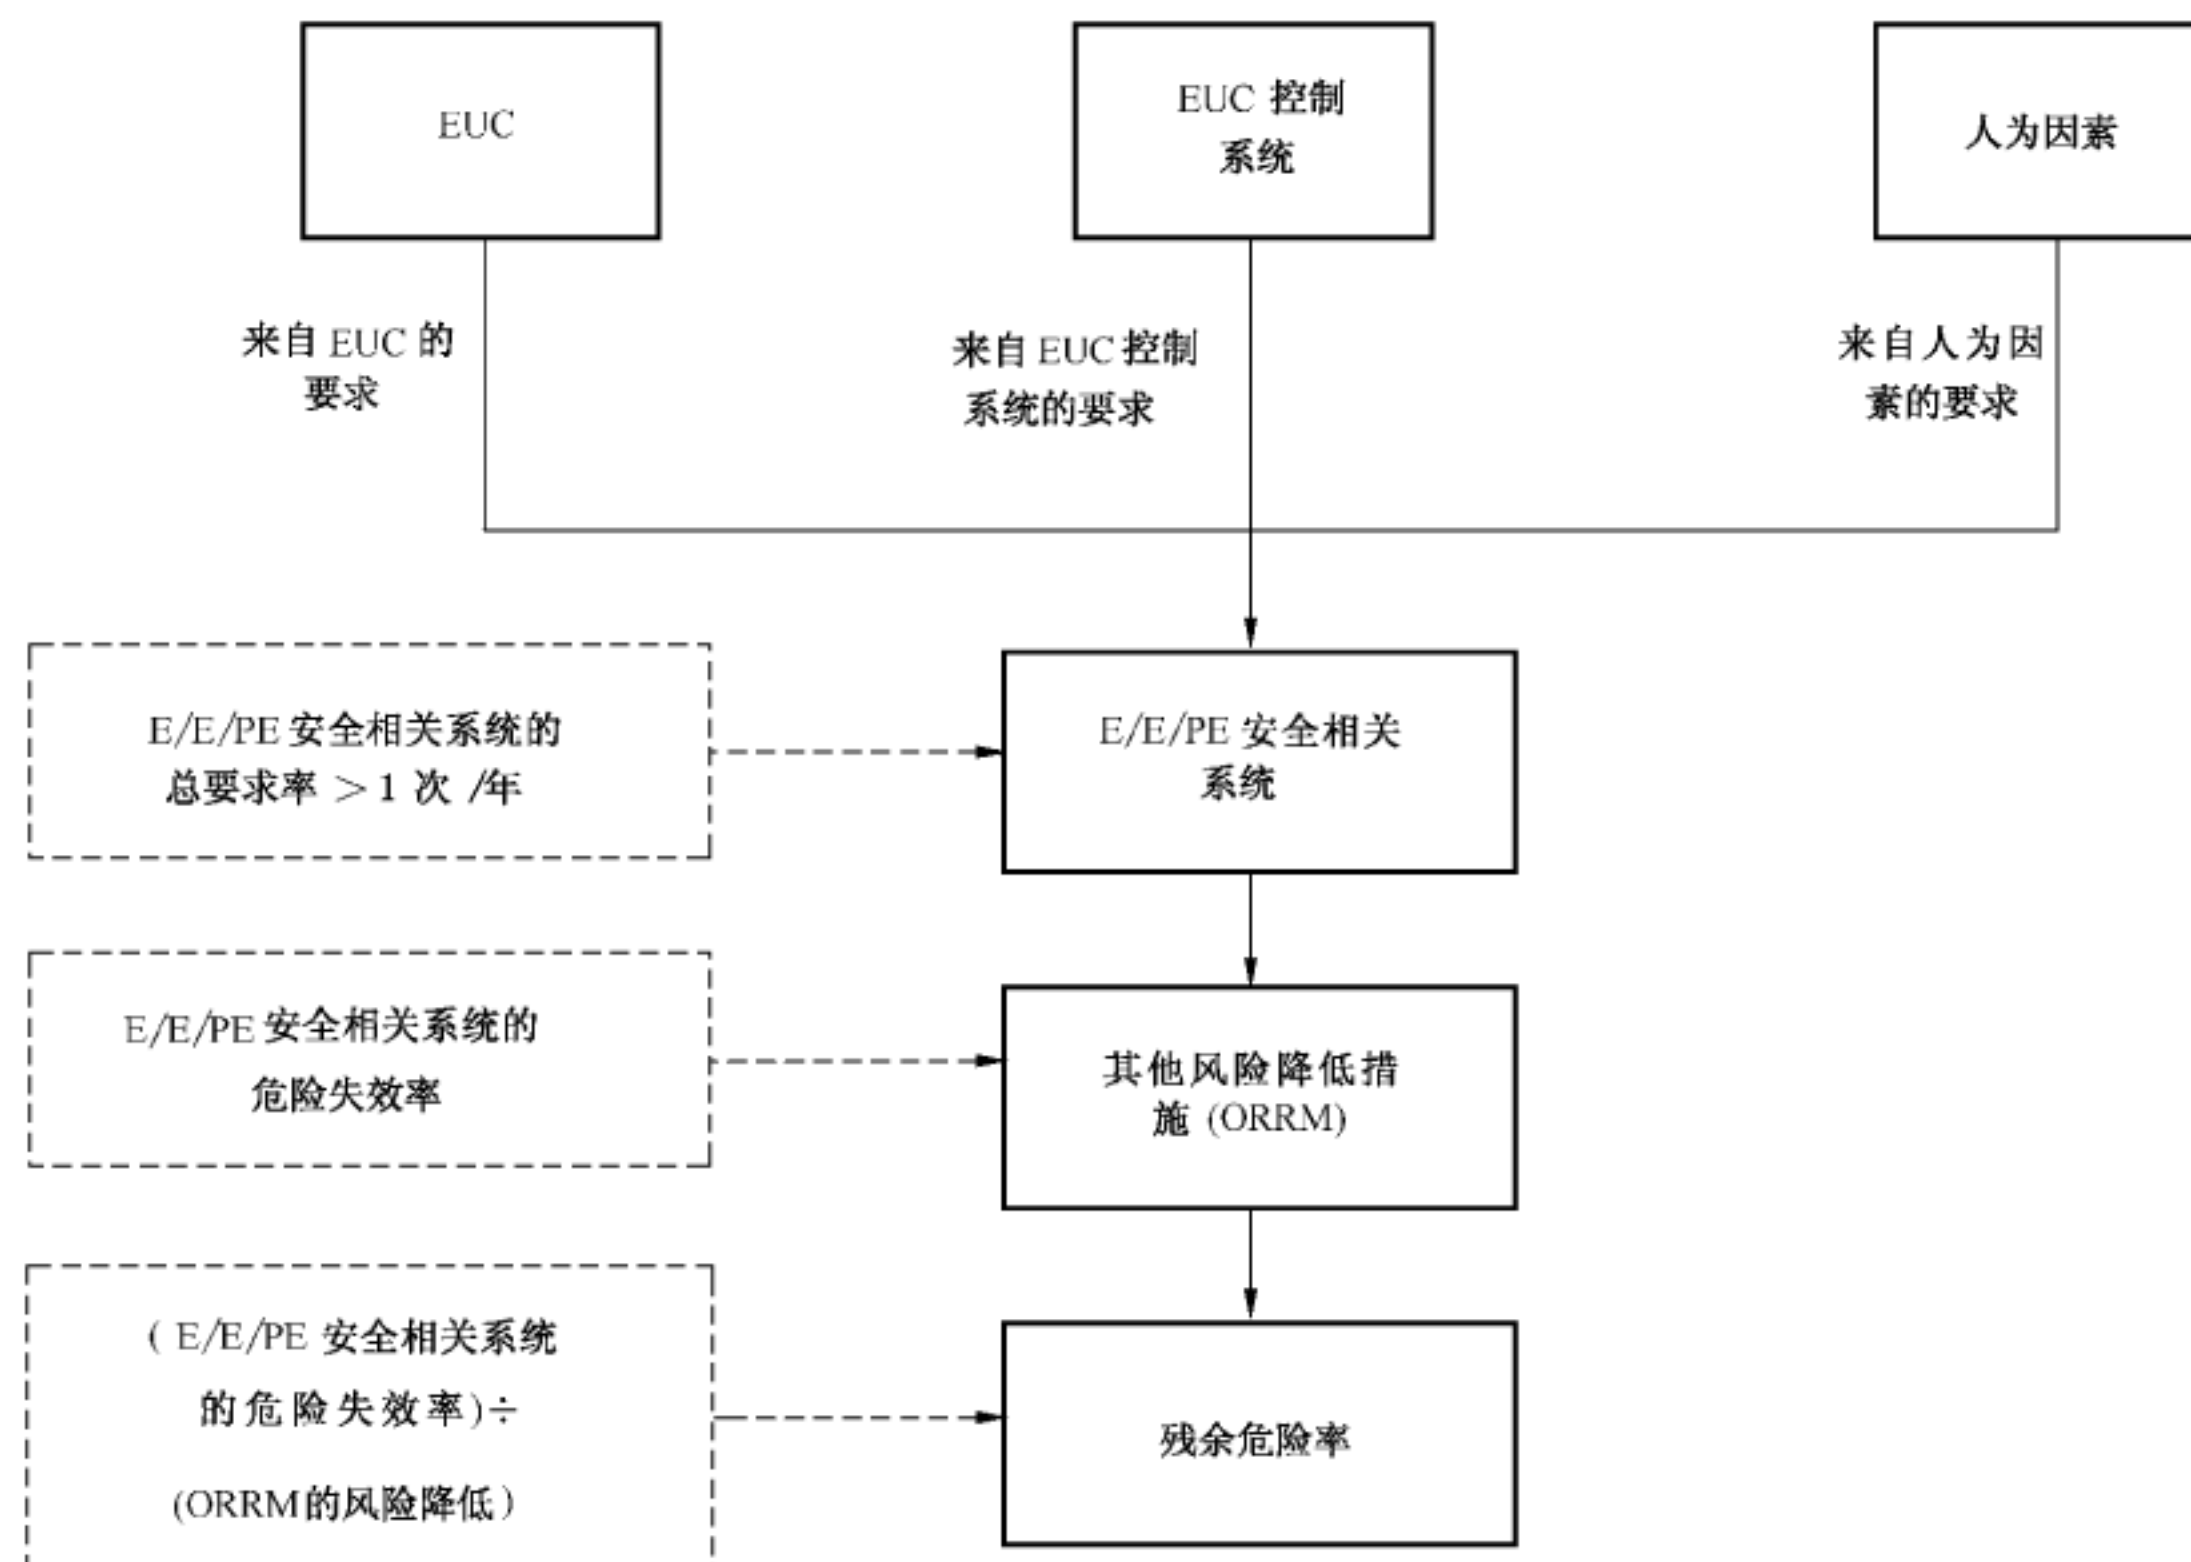 EUC
EUC 控制
系统
人为因素
来自 EUC 的
要求
来自 EUC 控制
系统的要求
来自人为因
素的要求
E/E/PE 安全相关系统的
总要求率 > 1 次 /年
E/E/PE 安全相关
系统
E/E/PE 安全相关系统的
危险失效率
其他风险降低措
施 (ORRM)
( E/E/PE 安全相关系统
的危险失效率)÷
(ORRM的风险降低)
残余危险率